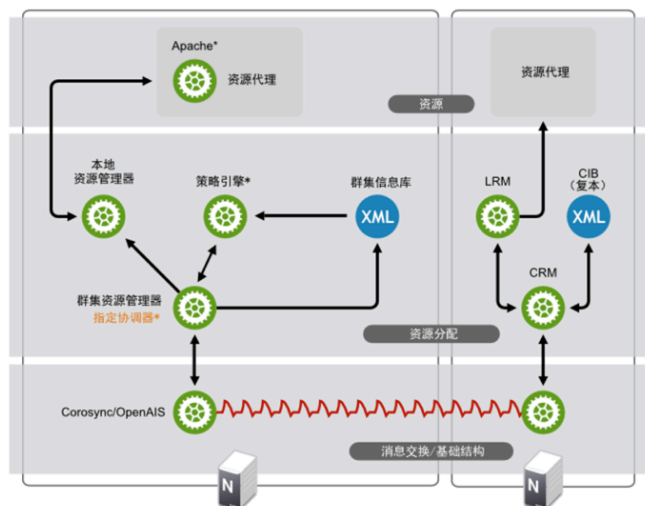 Apache*
资源代理
资源代理
资源
本地
资源管理器
策略引擎*
群集信息库
XML
LRM
CIB
（复本）
XML
CRM
群集资源管理器
指定协调器*
资源分配
Corosync/OpenAIS
消息交换/基础结构
N
N